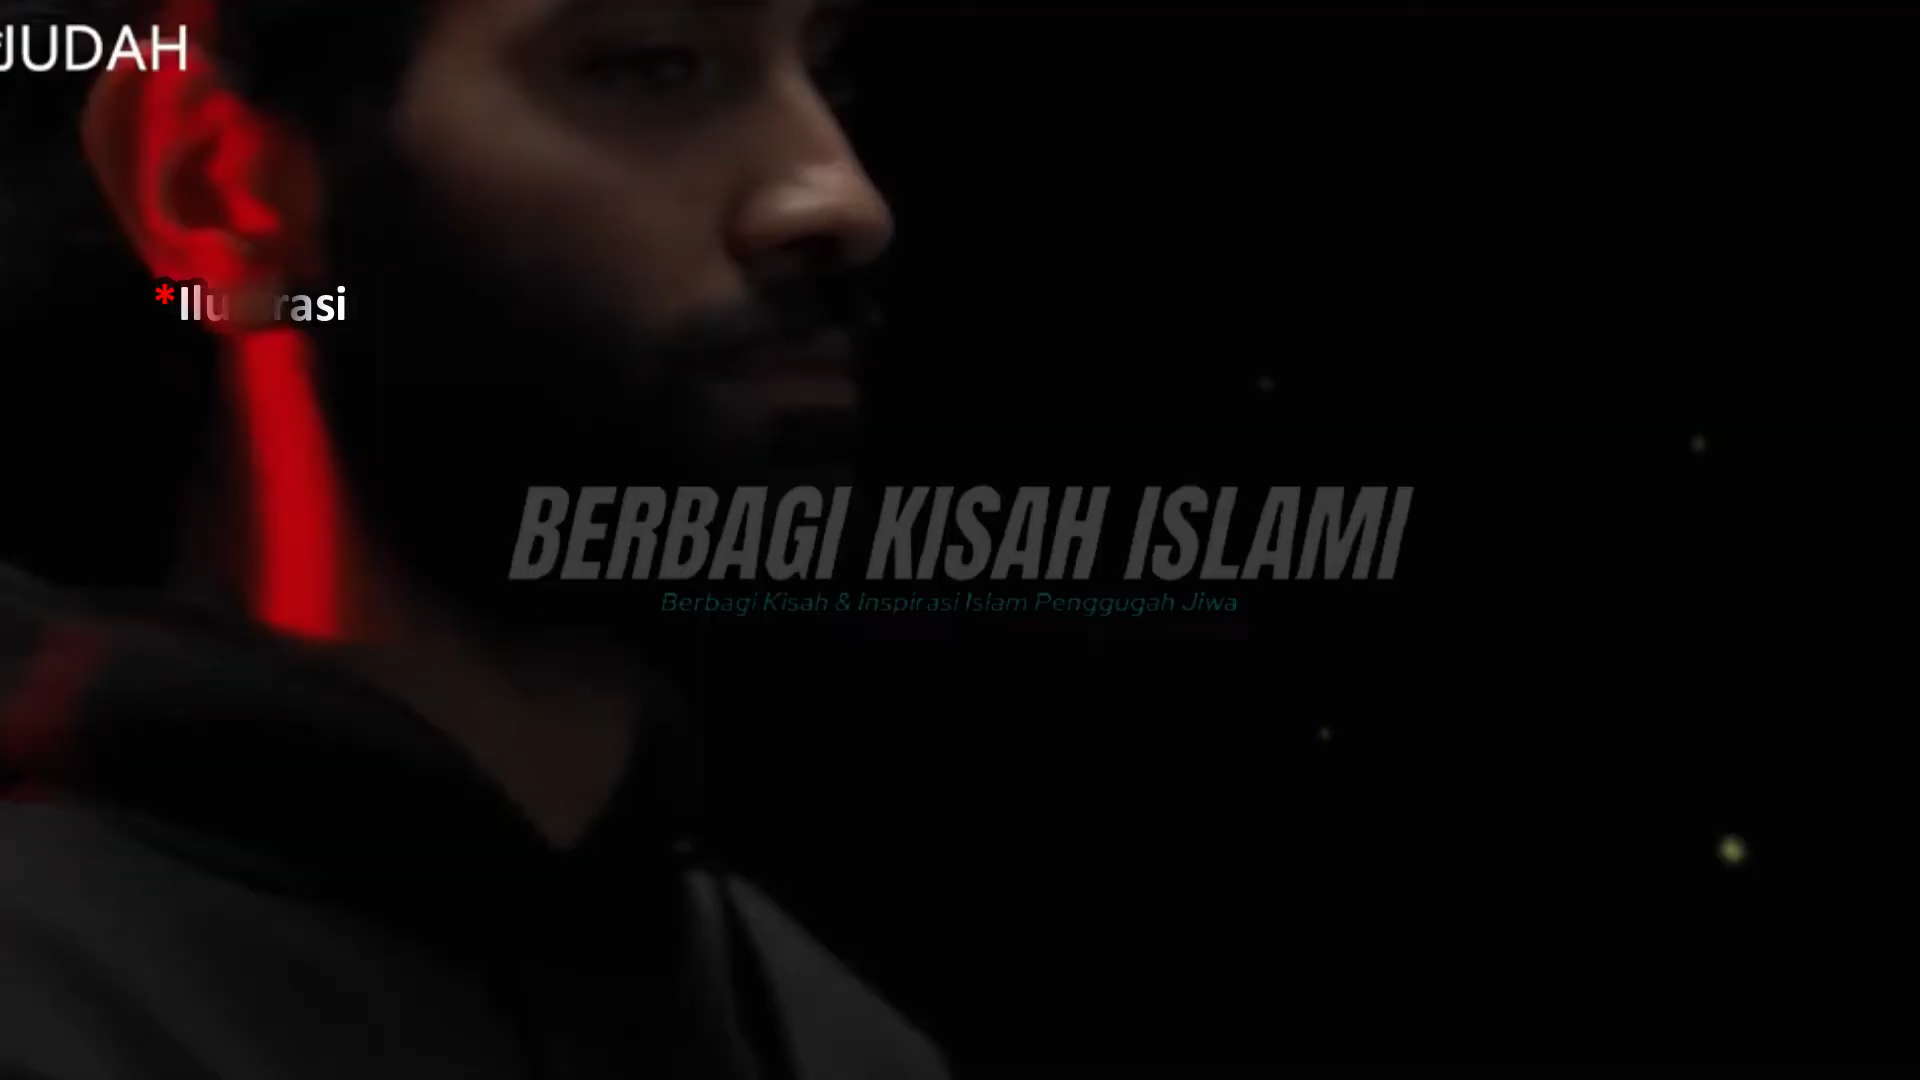 JUDAH
*Ilustrasi
BERBAGI KISAH ISLAMI
Berbagi Kisah & Inspirasi Islam Penggugah Jiwa